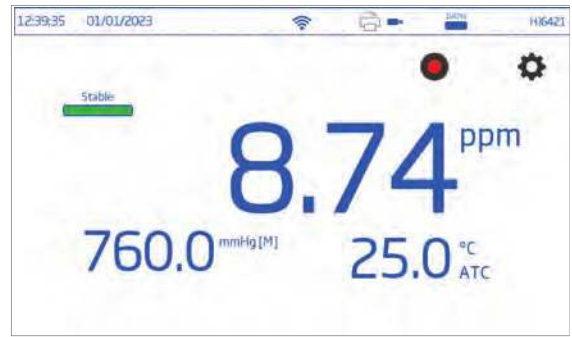 12:39:35 01/01/2023 HI6421
Stable
8.74 ppm
760.0 mmHg [M] 25.0 °C
ATC